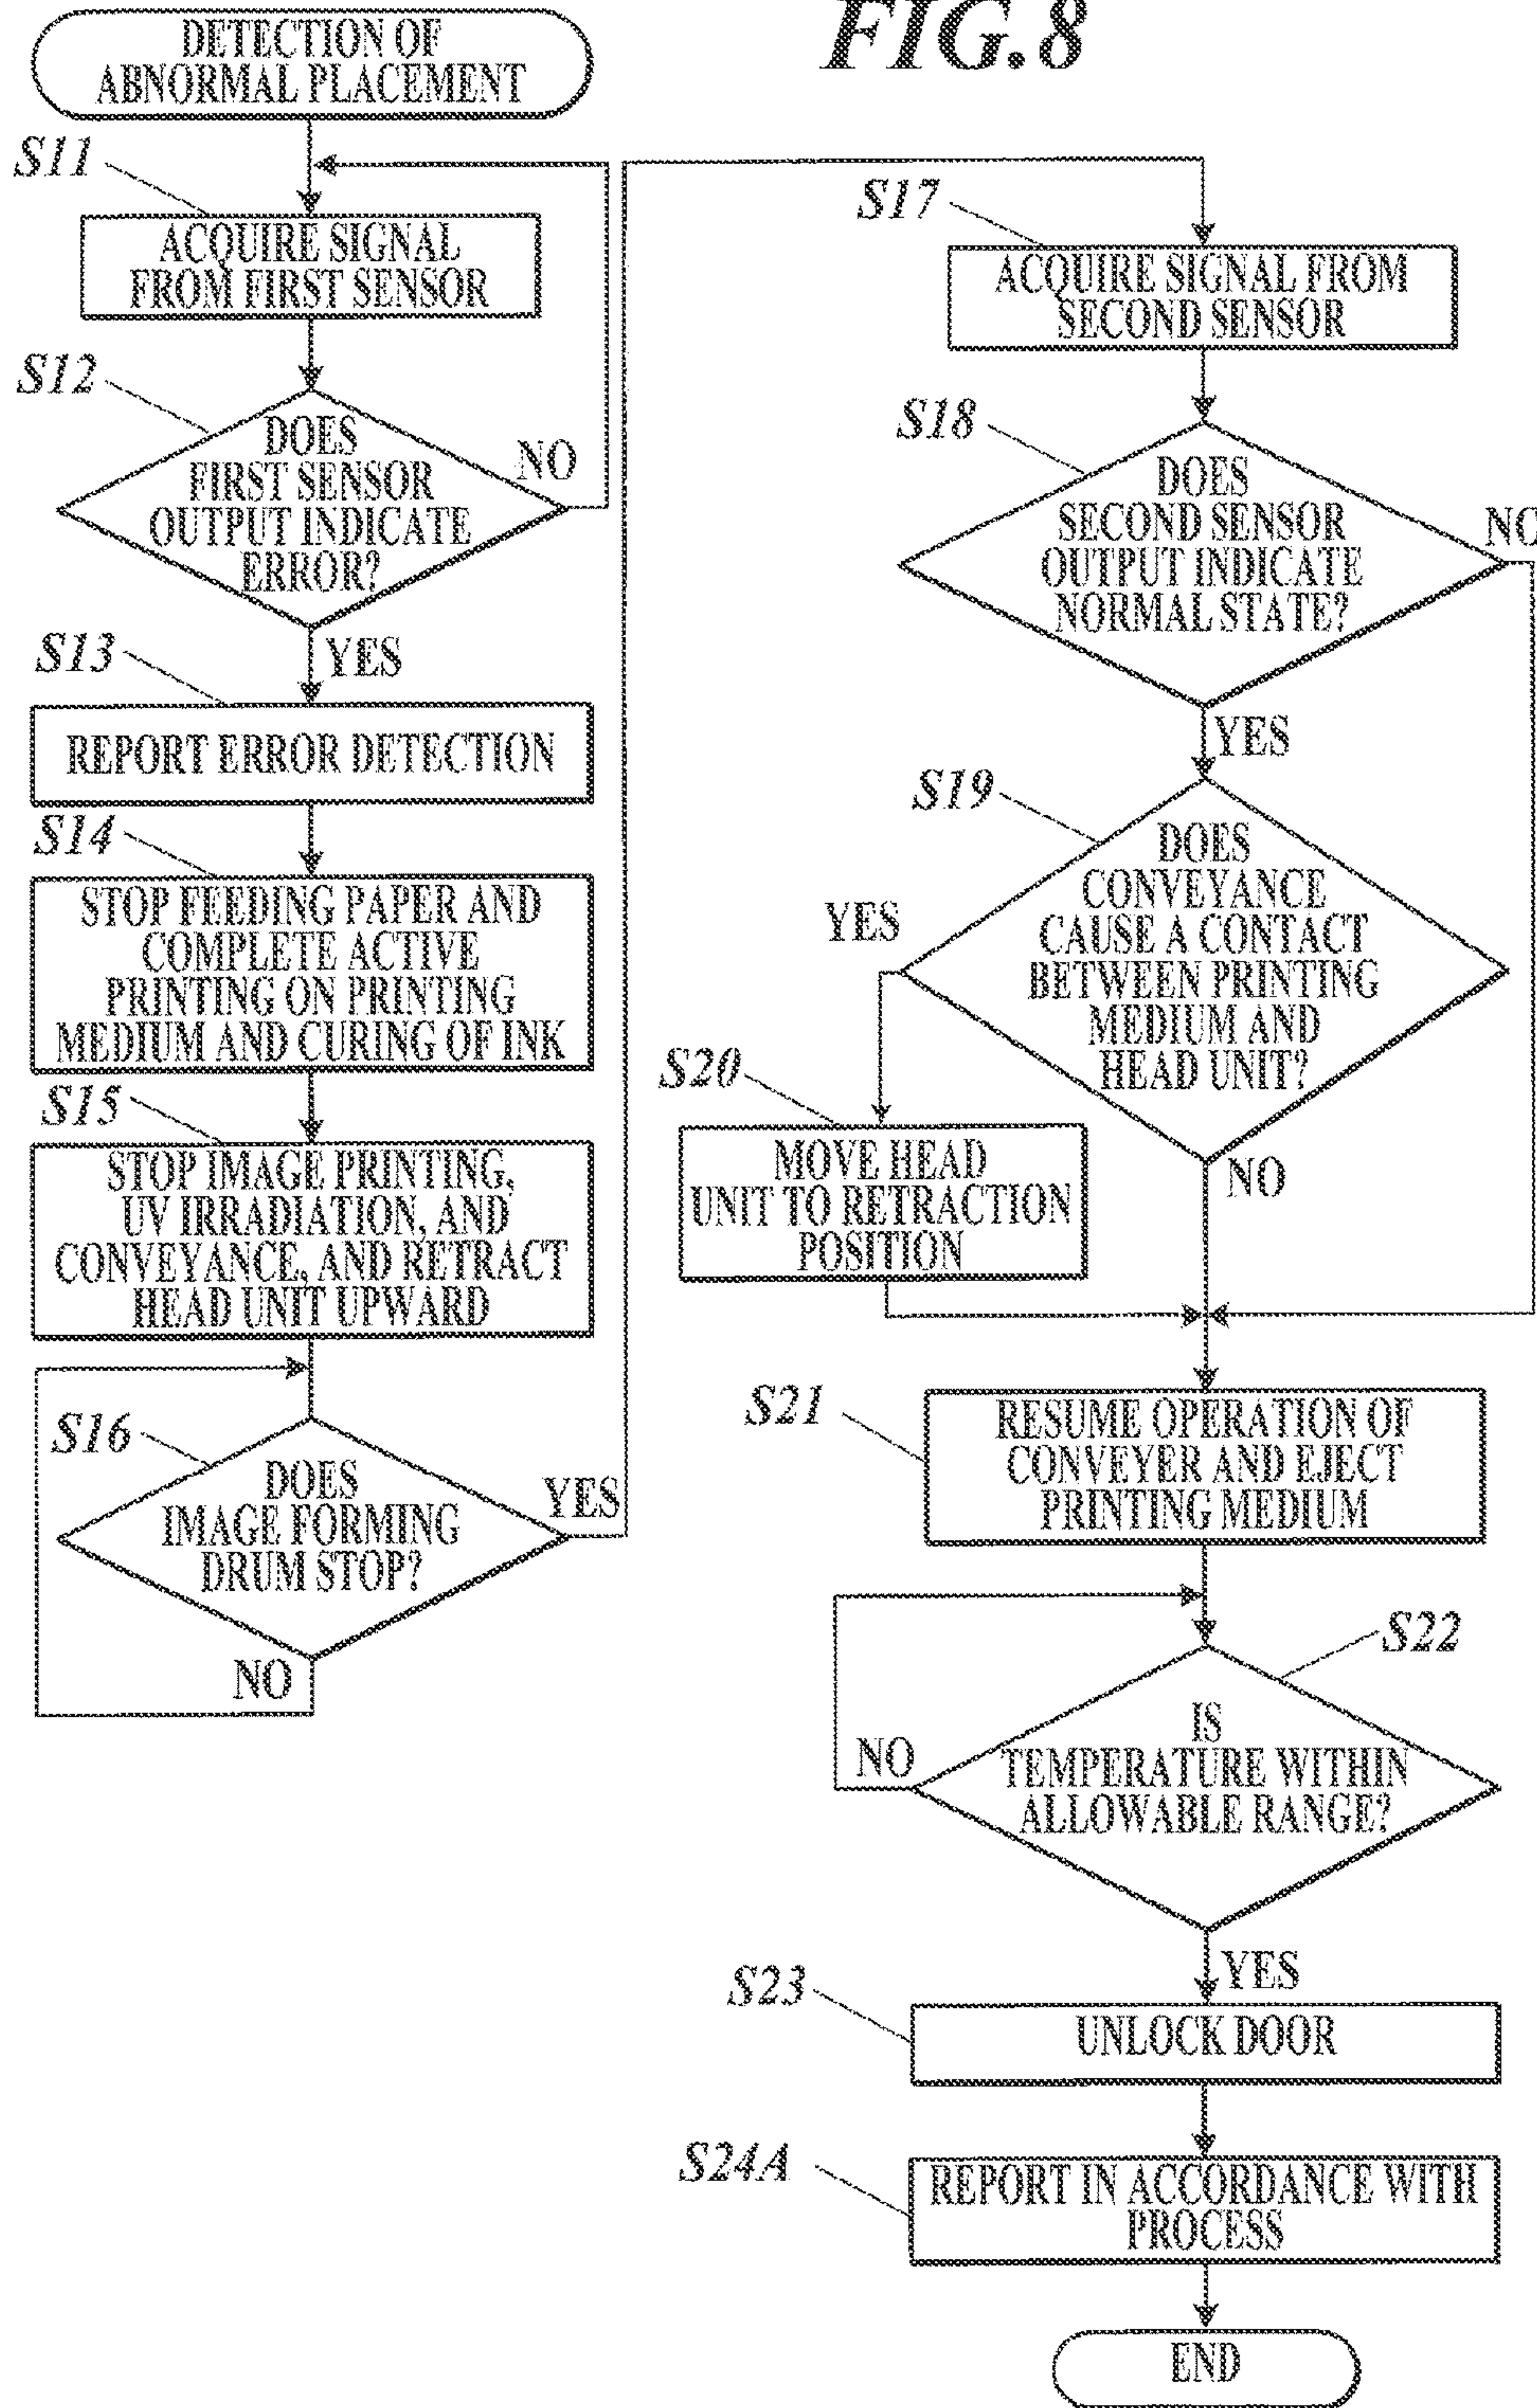 FIG.8
DETECTION OF
ABNORMAL PLACEMENT
S11
ACQUIRE SIGNAL
FROM FIRST SENSOR
S12
DOES
FIRST SENSOR
OUTPUT INDICATE
ERROR?
NO
YES
S13
REPORT ERROR DETECTION
S14
STOP FEEDING PAPER AND
COMPLETE ACTIVE
PRINTING ON PRINTING
MEDIUM AND CURING OF INK
S15
STOP IMAGE PRINTING,
UV IRRADIATION, AND
CONVEYANCE, AND RETRACT
HEAD UNIT UPWARD
S16
DOES
IMAGE FORMING
DRUM STOP?
YES
NO
S17
ACQUIRE SIGNAL FROM
SECOND SENSOR
S18
DOES
SECOND SENSOR
OUTPUT INDICATE
NORMAL STATE?
NO
YES
S19
DOES
CONVEYANCE
CAUSE A CONTACT
BETWEEN PRINTING
MEDIUM AND
HEAD UNIT?
YES
NO
S20
MOVE HEAD
UNIT TO RETRACTION
POSITION
S21
RESUME OPERATION OF
CONVEYER AND EJECT
PRINTING MEDIUM
S22
IS
TEMPERATURE WITHIN
ALLOWABLE RANGE?
NO
YES
S23
UNLOCK DOOR
S24A
REPORT IN ACCORDANCE WITH
PROCESS
END